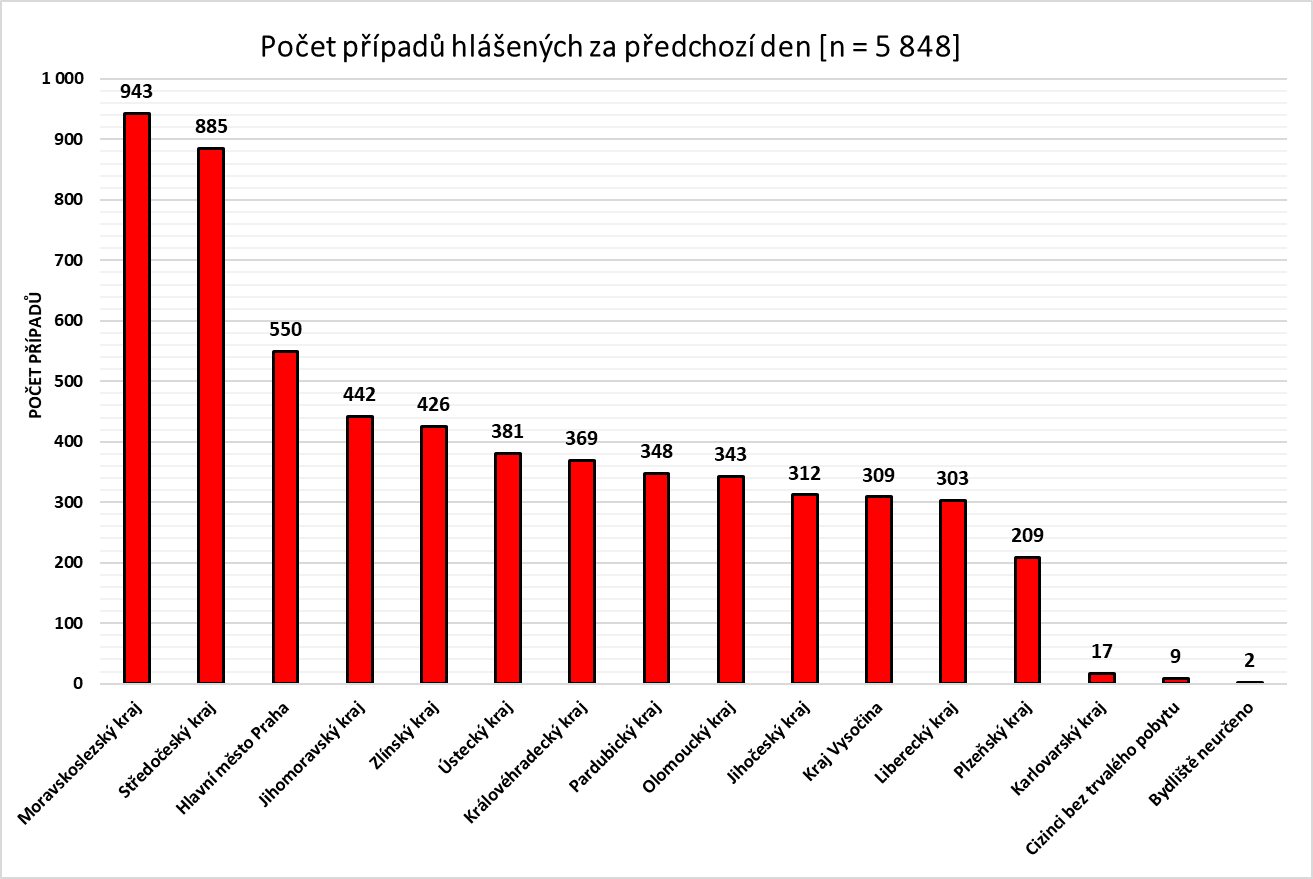 Počet případů hlášených za předchozí den [n = 5 848]
POČET PŘÍPADŮ
1 000
900
800
700
600
500
400
300
200
100
0
943
885
550
442
426
381
369
348
343
312
309
303
209
17
9
2
Moravskoslezský kraj
Středočeský kraj
Hlavní město Praha
Jihomoravský kraj
Zlínský kraj
Ústecký kraj
Královéhradecký kraj
Pardubický kraj
Olomoucký kraj
Jihočeský kraj
Kraj Vysočina
Liberecký kraj
Plzeňský kraj
Karlovarský kraj
Cizinci bez trvalého pobytu
Bydliště neurčeno